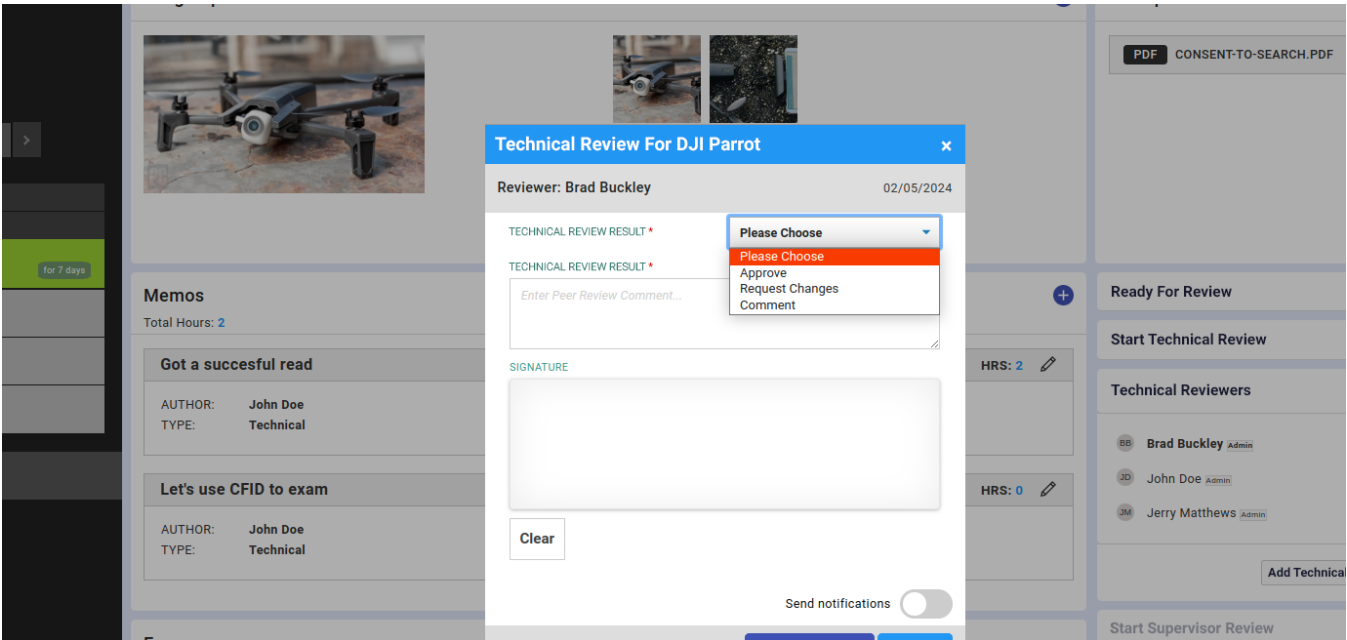 PDF CONSENT-TO-SEARCH.PDF
Technical Review For DJI Parrot ×
Reviewer: Brad Buckley 02/05/2024
TECHNICAL REVIEW RESULT *
Please Choose
Please Choose
Approve
Request Changes
Comment
TECHNICAL REVIEW RESULT *
Enter Peer Review Comment...
SIGNATURE
Clear
Send notifications
for 7 days
Memos
Total Hours: 2
Got a succesful read HRS: 2
AUTHOR: John Doe
TYPE: Technical
Let's use CFID to exam HRS: 0
AUTHOR: John Doe
TYPE: Technical
Ready For Review
Start Technical Review
Technical Reviewers
BB Brad Buckley Admin
JD John Doe Admin
JM Jerry Matthews Admin
Add Technical
Start Supervisor Review